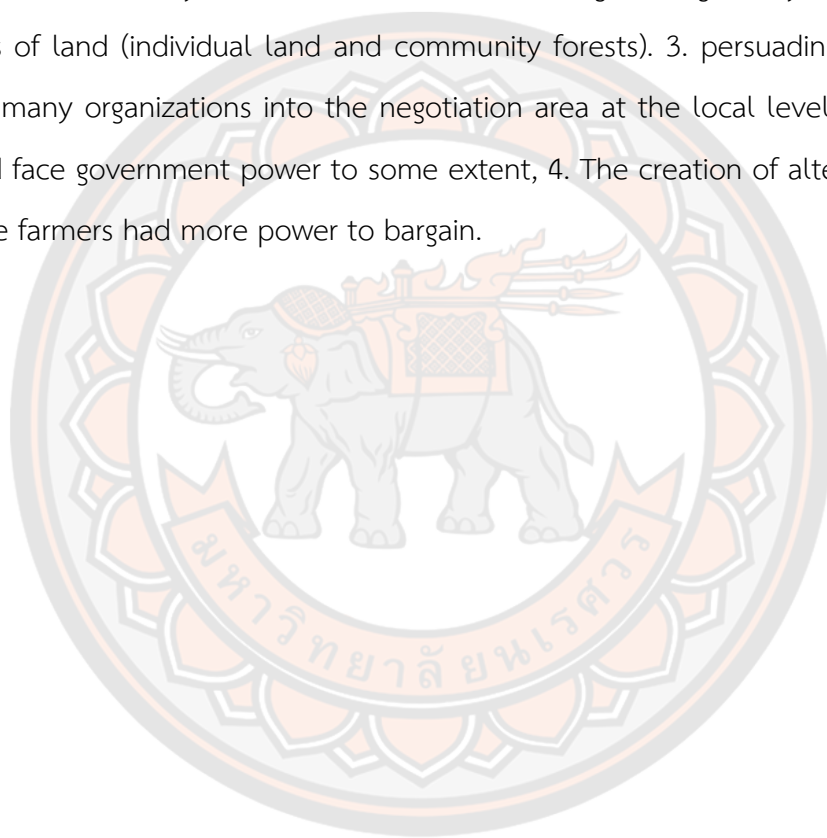 s of land (individual land and community forests). 3. persuadin
many organizations into the negotiation area at the local level
face government power to some extent, 4. The creation of alte
e farmers had more power to bargain.
มหาวิทยาลัยนเรศวร